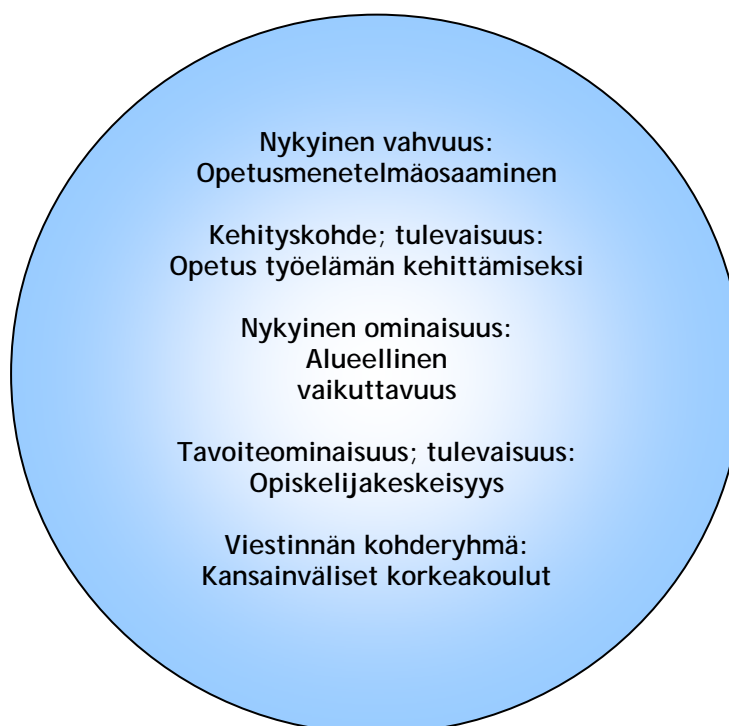 Nykyinen vahvuus:
Opetusmenetelmäosaaminen
Kehityskohde; tulevaisuus:
Opetus työelämän kehittämiseksi
Nykyinen ominaisuus:
Alueellinen
vaikuttavuus
Tavoiteominaisuus; tulevaisuus:
Opiskelijakeskeisyys
Viestinnän kohderyhmä:
Kansainväliset korkeakoulut